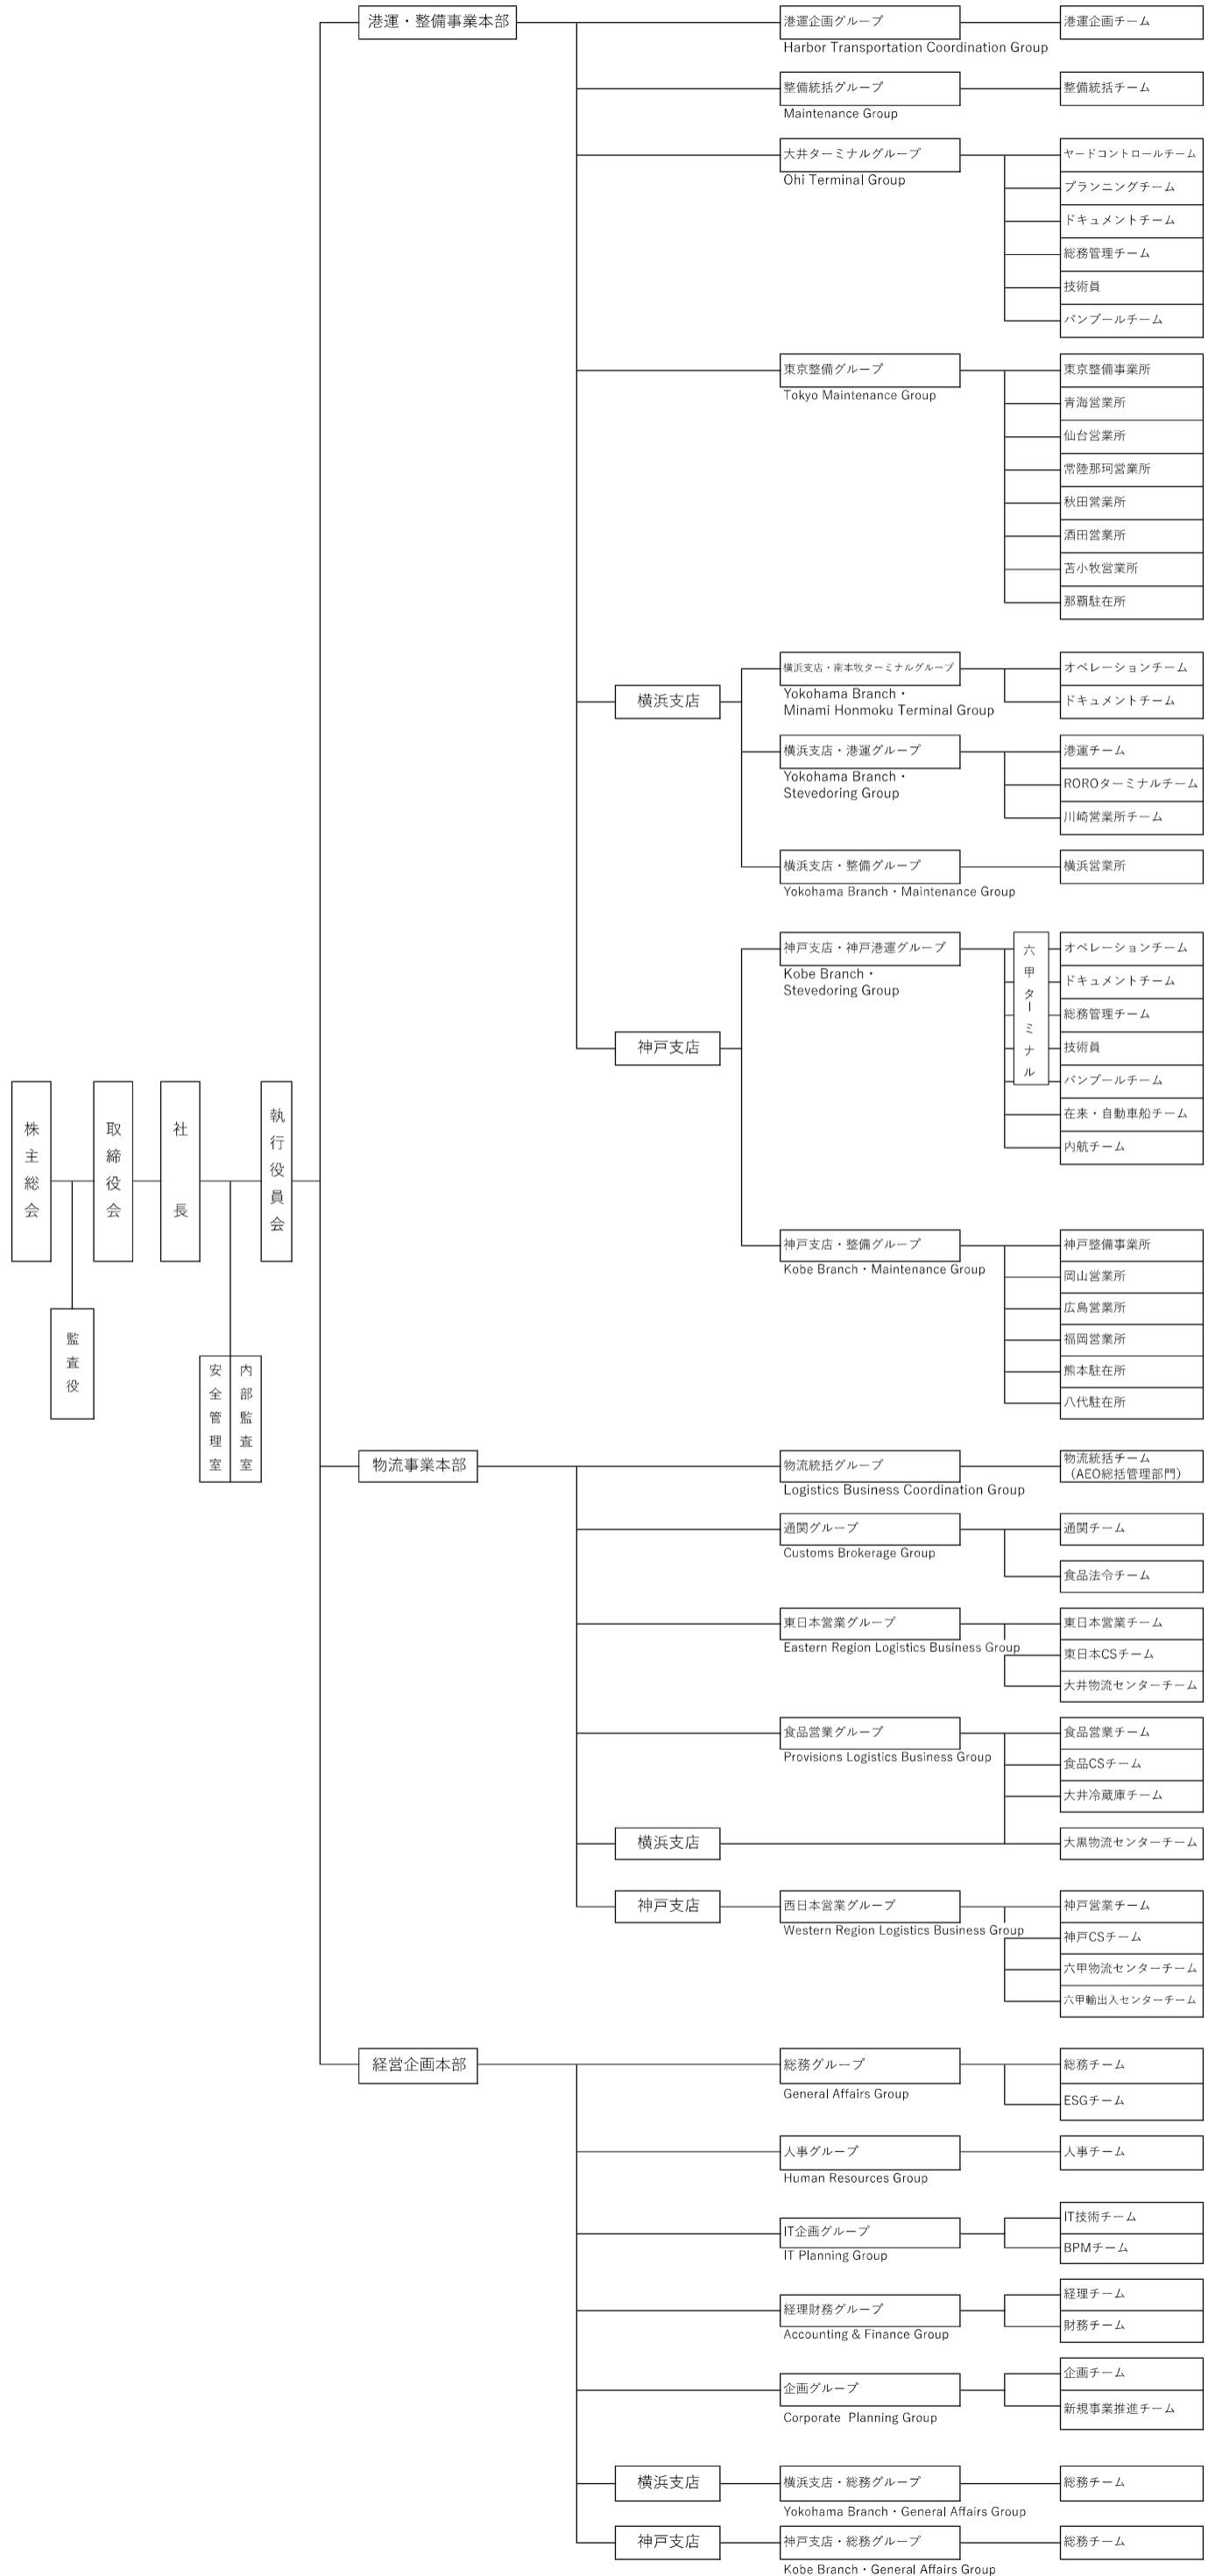 株主総会
監査役
取締役会
社長
安全管理室
内部監査室
執行役員会
港運・整備事業本部
港運企画グループ
Harbor Transportation Coordination Group
港運企画チーム
整備統括グループ
Maintenance Group
整備統括チーム
大井ターミナルグループ
Ohi Terminal Group
ヤードコントロールチーム
プランニングチーム
ドキュメントチーム
総務管理チーム
技術員
バンプールチーム
東京整備グループ
Tokyo Maintenance Group
東京整備事業所
青海営業所
仙台営業所
常陸那珂営業所
秋田営業所
酒田営業所
苫小牧営業所
那覇駐在所
横浜支店
横浜支店・南本牧ターミナルグループ
Yokohama Branch・
Minami Honmoku Terminal Group
オペレーションチーム
ドキュメントチーム
横浜支店・港運グループ
Yokohama Branch・
Stevedoring Group
港運チーム
ROROターミナルチーム
川崎営業所チーム
横浜支店・整備グループ
Yokohama Branch・Maintenance Group
横浜営業所
神戸支店
神戸支店・神戸港運グループ
Kobe Branch・
Stevedoring Group
六甲ターミナル
オペレーションチーム
ドキュメントチーム
総務管理チーム
技術員
バンプールチーム
在来・自動車船チーム
内航チーム
神戸支店・整備グループ
Kobe Branch・Maintenance Group
神戸整備事業所
岡山営業所
広島営業所
福岡営業所
熊本駐在所
八代駐在所
物流事業本部
物流統括グループ
Logistics Business Coordination Group
物流統括チーム
（AEO総括管理部門）
通関グループ
Customs Brokerage Group
通関チーム
食品法令チーム
東日本営業グループ
Eastern Region Logistics Business Group
東日本営業チーム
東日本CSチーム
大井物流センターチーム
食品営業グループ
Provisions Logistics Business Group
食品営業チーム
食品CSチーム
大井冷蔵庫チーム
横浜支店
大黒物流センターチーム
神戸支店
西日本営業グループ
Western Region Logistics Business Group
神戸営業チーム
神戸CSチーム
六甲物流センターチーム
六甲輸出入センターチーム
経営企画本部
総務グループ
General Affairs Group
総務チーム
ESGチーム
人事グループ
Human Resources Group
人事チーム
IT企画グループ
IT Planning Group
IT技術チーム
BPMチーム
経理財務グループ
Accounting & Finance Group
経理チーム
財務チーム
企画グループ
Corporate Planning Group
企画チーム
新規事業推進チーム
横浜支店
横浜支店・総務グループ
Yokohama Branch・General Affairs Group
総務チーム
神戸支店
神戸支店・総務グループ
Kobe Branch・General Affairs Group
総務チーム